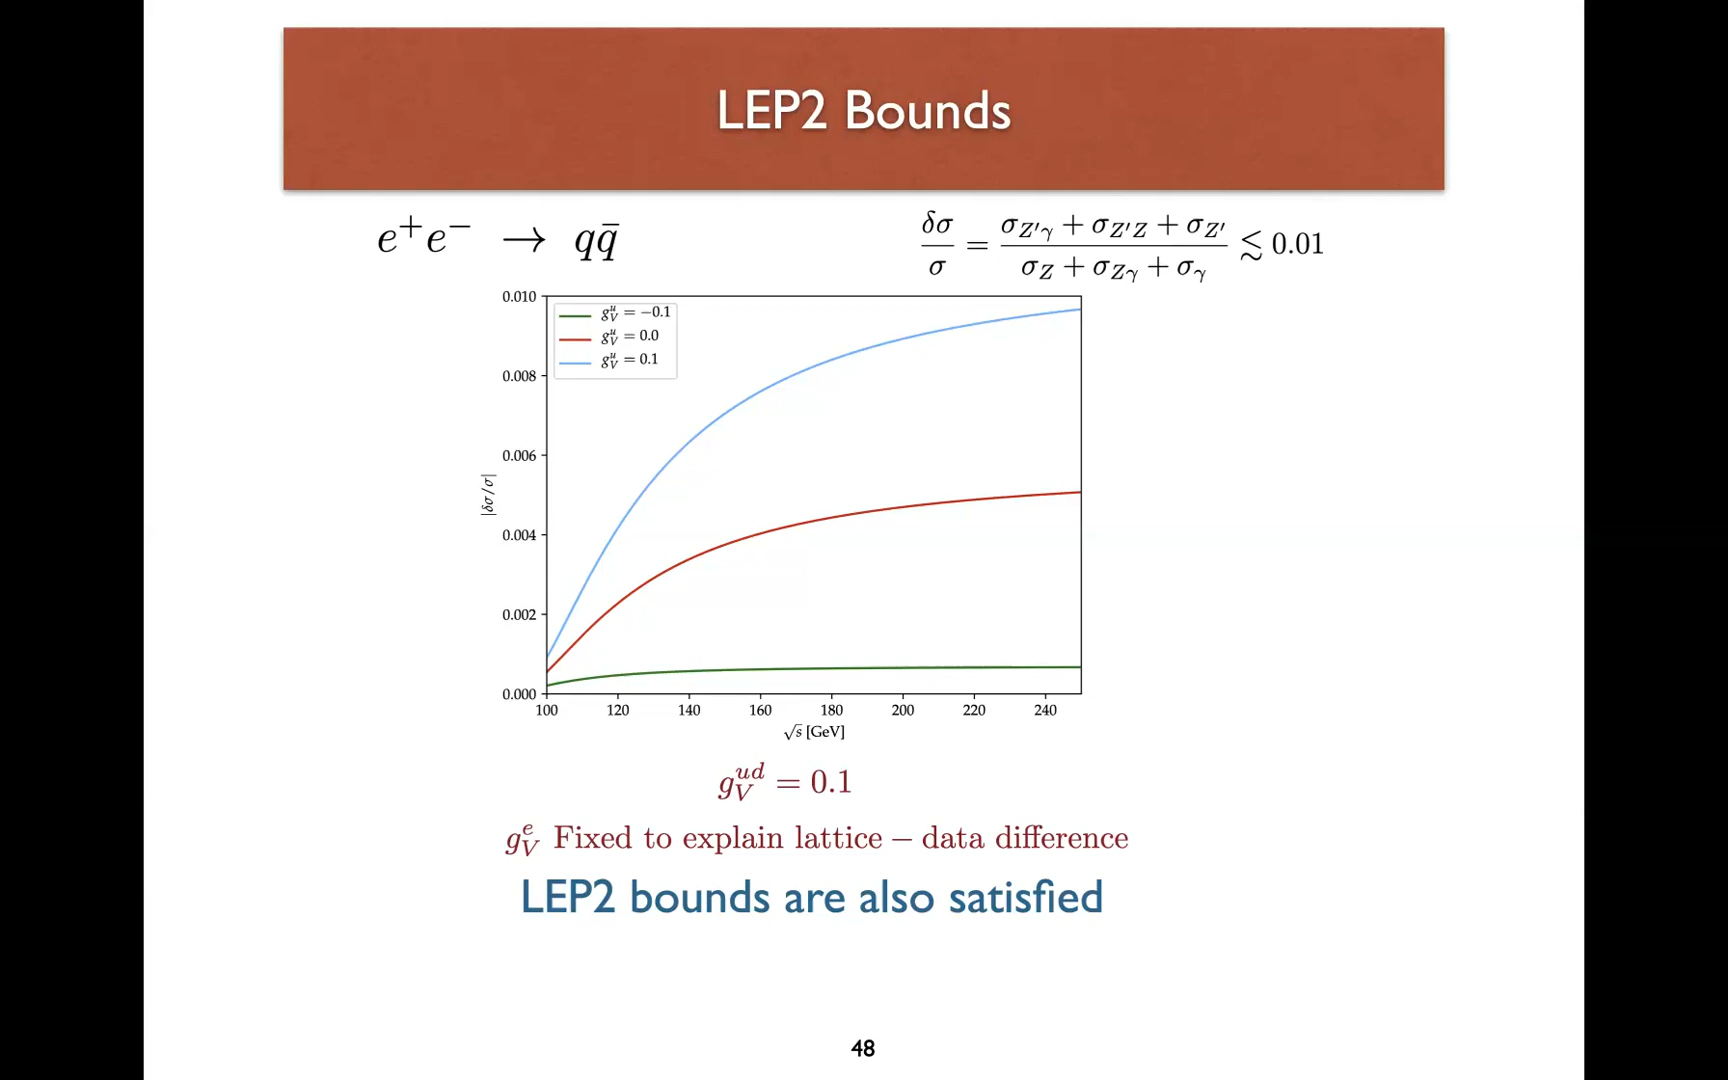 LEP2 Bounds
e⁺e⁻ → qq̄
δσ/σ = (σ_{Z′γ} + σ_{Z′Z} + σ_{Z′})/(σ_Z + σ_{Zγ} + σ_γ) ≲ 0.01
g_V^u = −0.1
g_V^u = 0.0
g_V^u = 0.1
0.010
0.008
0.006
0.004
0.002
0.000
|δσ/σ|
100 120 140 160 180 200 220 240
√s [GeV]
g_V^{ud} = 0.1
g_V^e Fixed to explain lattice − data difference
LEP2 bounds are also satisfied
48